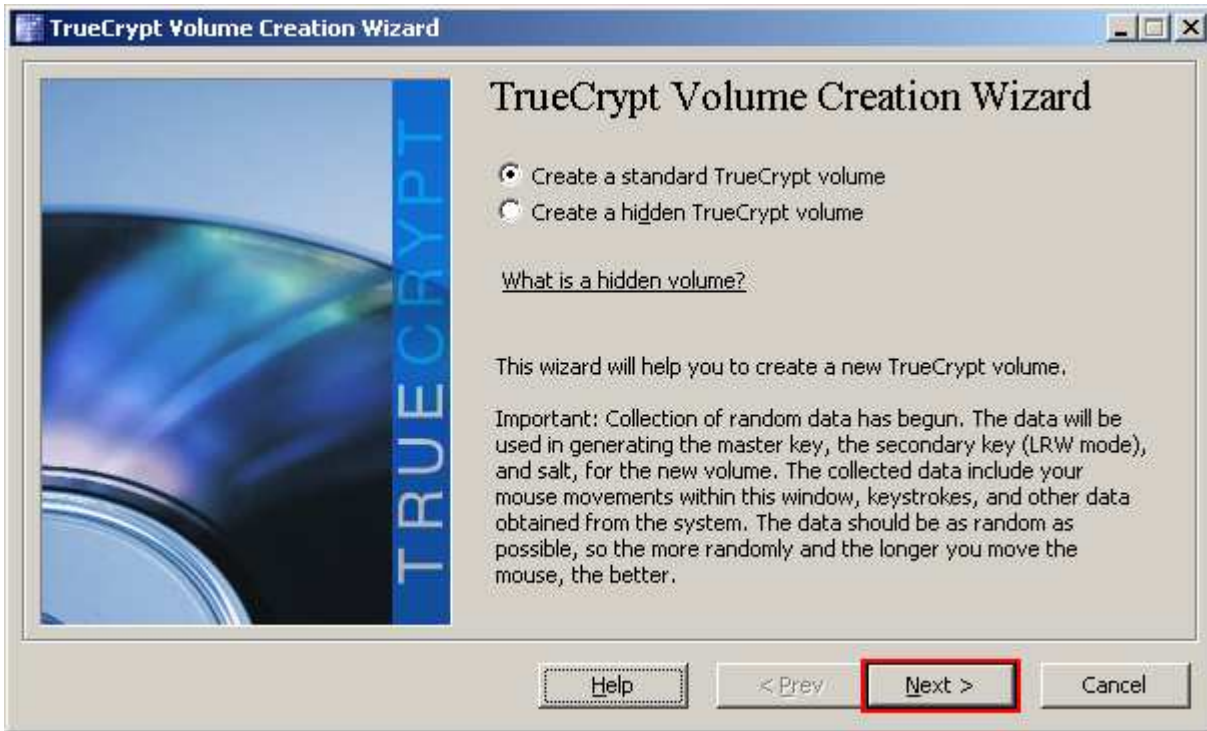 TrueCrypt Volume Creation Wizard
TRUECRYPT
TrueCrypt Volume Creation Wizard
Create a standard TrueCrypt volume
Create a hidden TrueCrypt volume
What is a hidden volume?
This wizard will help you to create a new TrueCrypt volume.
Important: Collection of random data has begun. The data will be
used in generating the master key, the secondary key (LRW mode),
and salt, for the new volume. The collected data include your
mouse movements within this window, keystrokes, and other data
obtained from the system. The data should be as random as
possible, so the more randomly and the longer you move the
mouse, the better.
Help
< Prev
Next >
Cancel